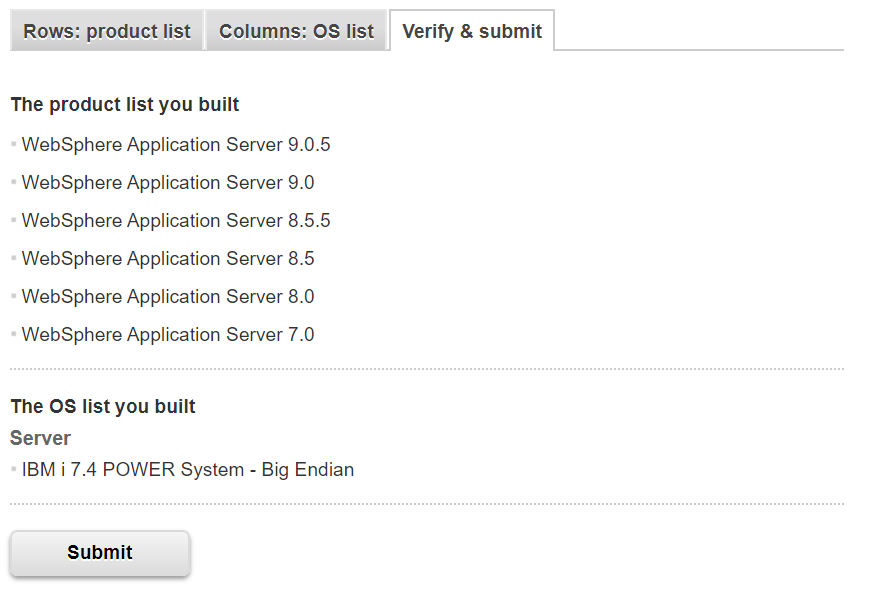 Rows: product list Columns: OS list Verify & submit
The product list you built
WebSphere Application Server 9.0.5
WebSphere Application Server 9.0
WebSphere Application Server 8.5.5
WebSphere Application Server 8.5
WebSphere Application Server 8.0
WebSphere Application Server 7.0
The OS list you built
Server
IBM i 7.4 POWER System - Big Endian
Submit